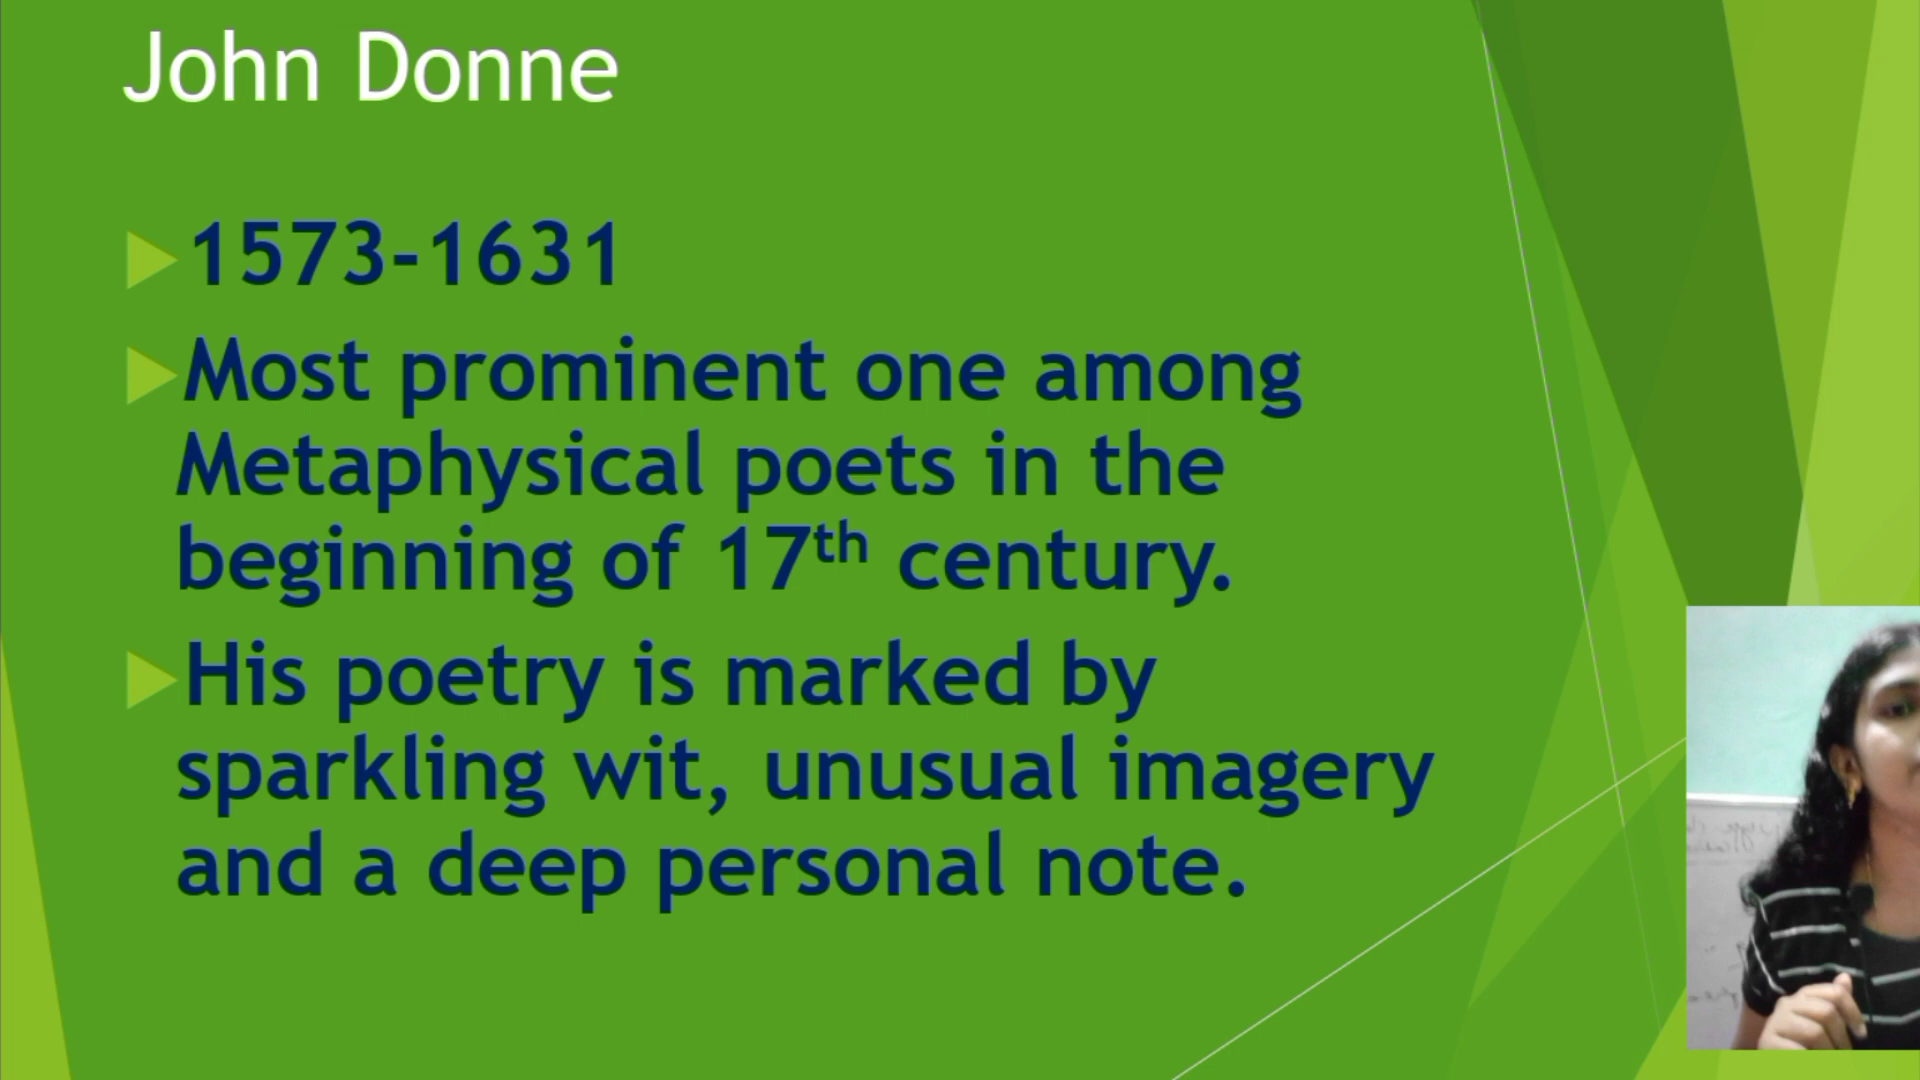 John Donne
1573-1631
Most prominent one among
Metaphysical poets in the
beginning of 17th century.
His poetry is marked by
sparkling wit, unusual imagery
and a deep personal note.